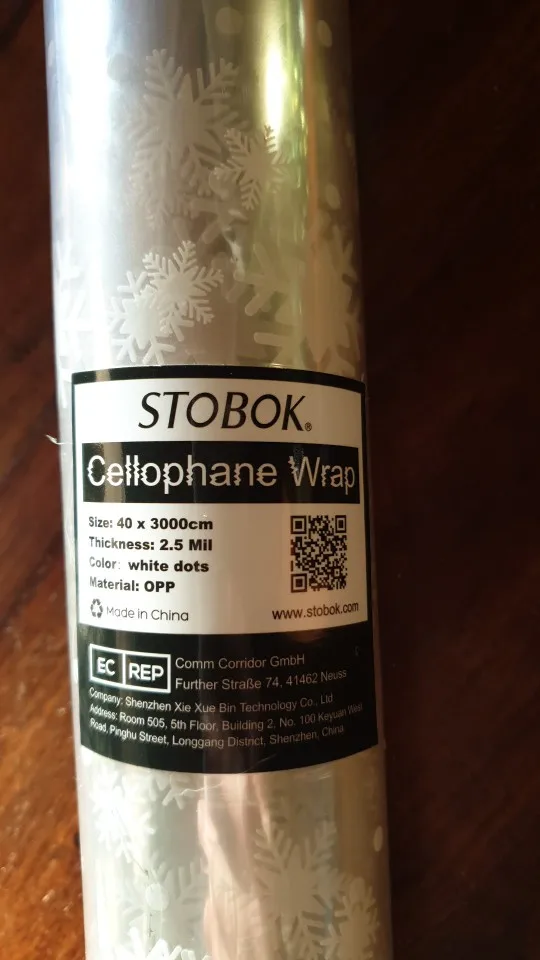 STOBOK®
Cellophane Wrap
Size: 40 x 3000cm
Thickness: 2.5 Mil
Color: white dots
Material: OPP
Made in China
www.stobok.com
EC REP
Comm Corridor GmbH
Further Straße 74, 41462 Neuss
Company: Shenzhen Xie Xue Bin Technology Co., Ltd
Address: Room 505, 5th Floor, Building 2, No. 100 Keyuan West
Road, Pinghu Street, Longgang District, Shenzhen, China